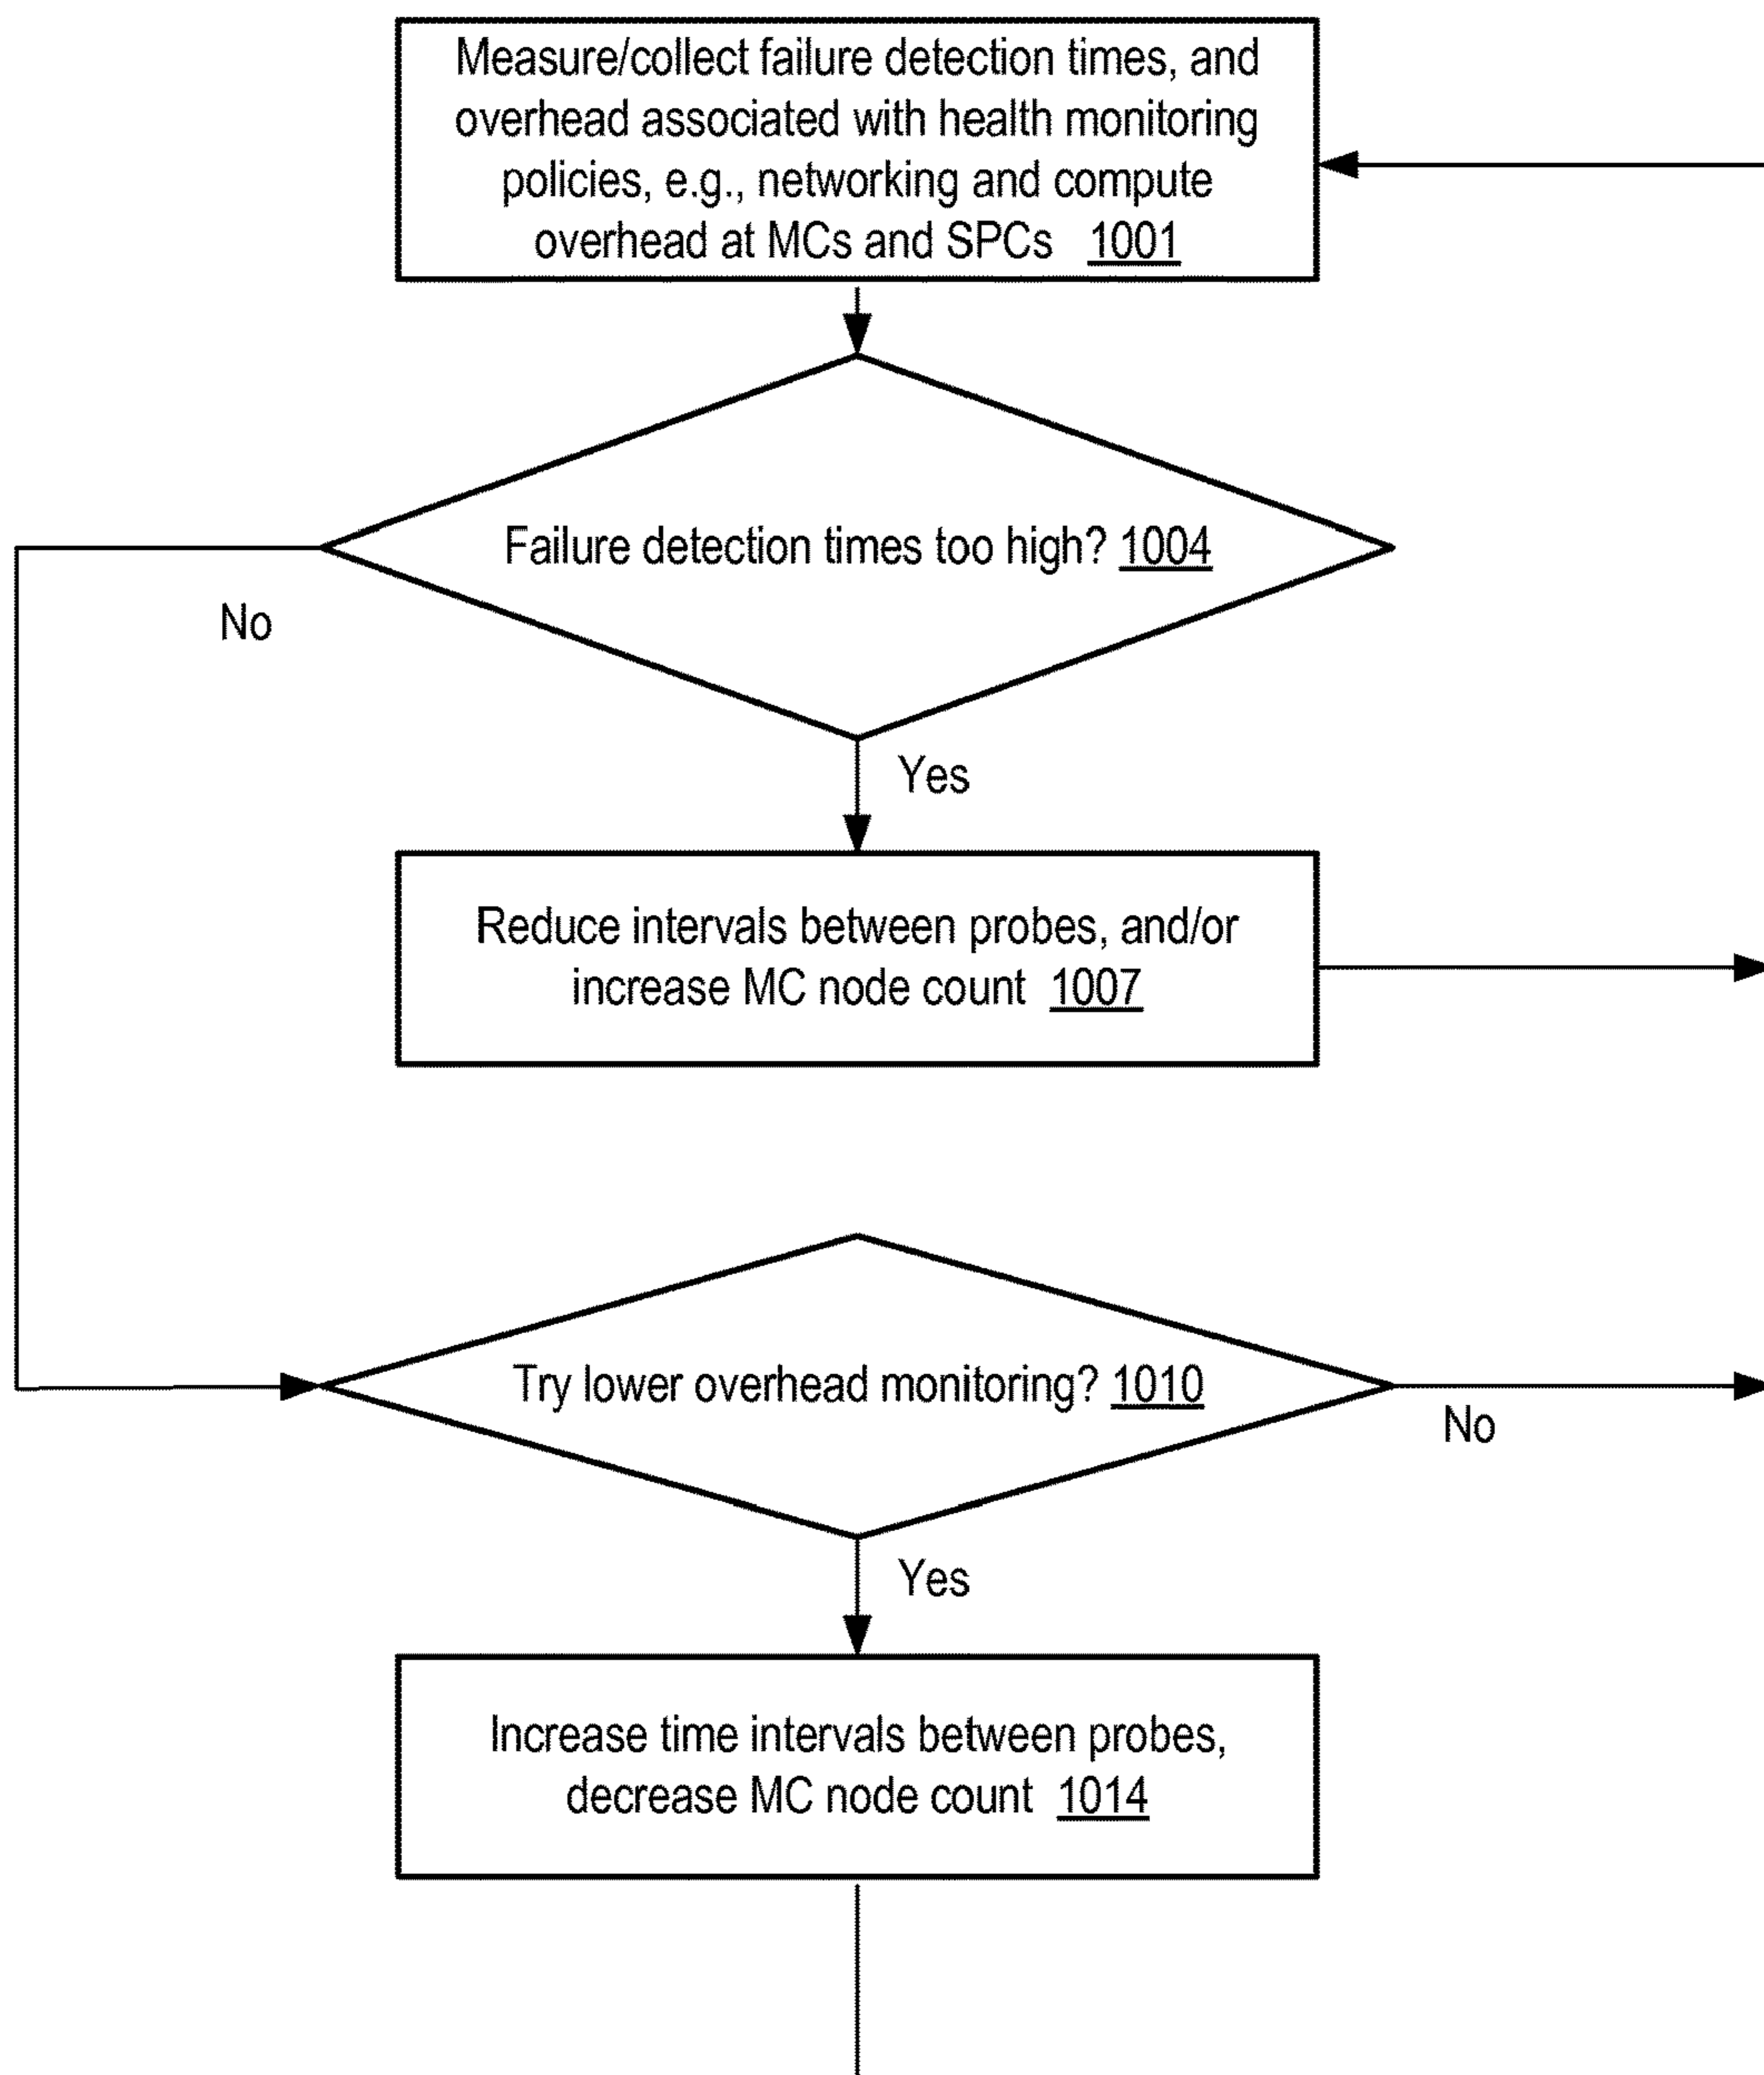 Measure/collect failure detection times, and
overhead associated with health monitoring
policies, e.g., networking and compute
overhead at MCs and SPCs 1001
Failure detection times too high? 1004
No
Yes
Reduce intervals between probes, and/or
increase MC node count 1007
Try lower overhead monitoring? 1010
No
Yes
Increase time intervals between probes,
decrease MC node count 1014